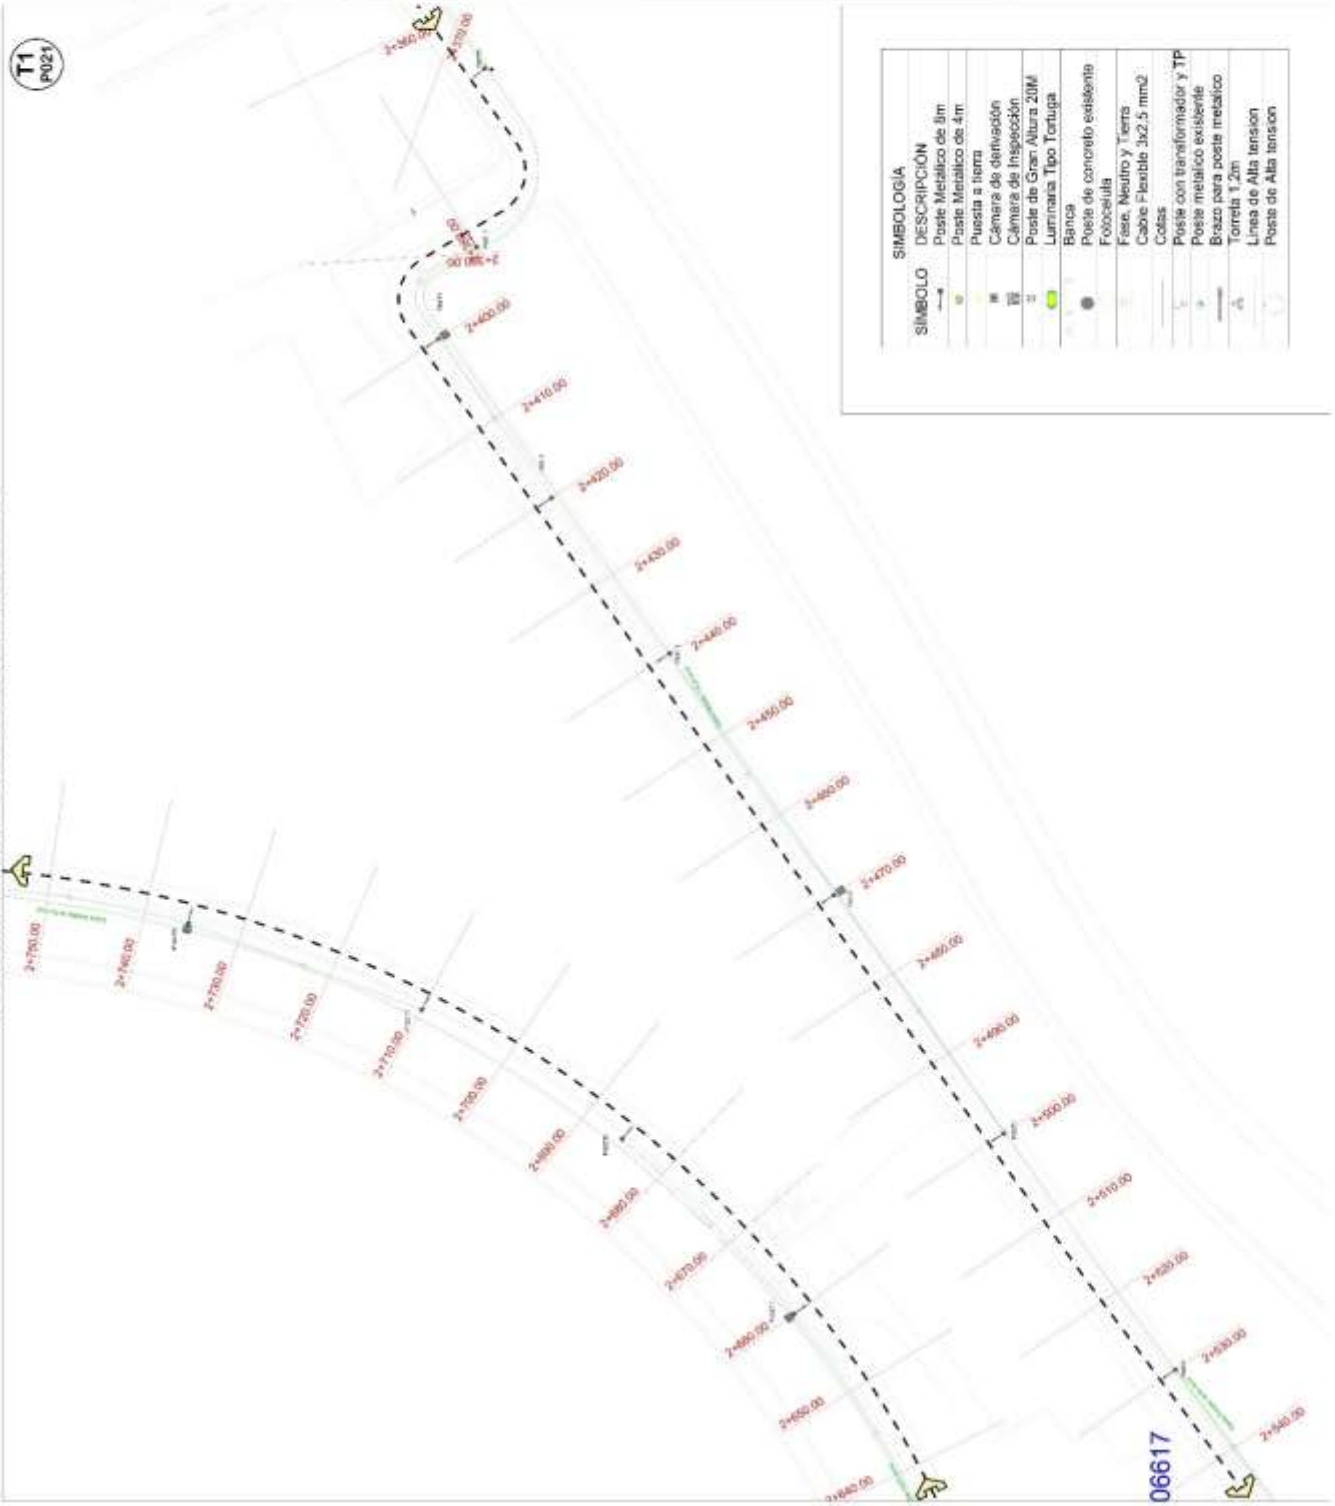 T1
P021
SIMBOLOGÍA
SÍMBOLO DESCRIPCIÓN
Poste Metálico de 8m
Poste Metálico de 4m
Puesta a tierra
Cámara de derivación
Cámara de Inspección
Poste de Gran Altura 20M
Luminaria Tipo Tortuga
Banca
Poste de concreto existente
Fotocelula
Fase, Neutro y Tierra
Cable Flexible 3x2,5 mm2
Cotas
Poste con transformador y TP
Poste metalico existente
Brazo para poste metalico
Torreta 1,2m
Linea de Alta tension
Poste de Alta tension
2+360.00
2+370.00
2+390.00
2+400.00
2+410.00
2+420.00
2+430.00
2+440.00
2+450.00
2+460.00
2+470.00
2+480.00
2+490.00
2+500.00
2+510.00
2+520.00
2+530.00
2+540.00
2+750.00
2+740.00
2+730.00
2+720.00
2+710.00
2+700.00
2+690.00
2+680.00
2+670.00
2+660.00
2+650.00
2+640.00
06617